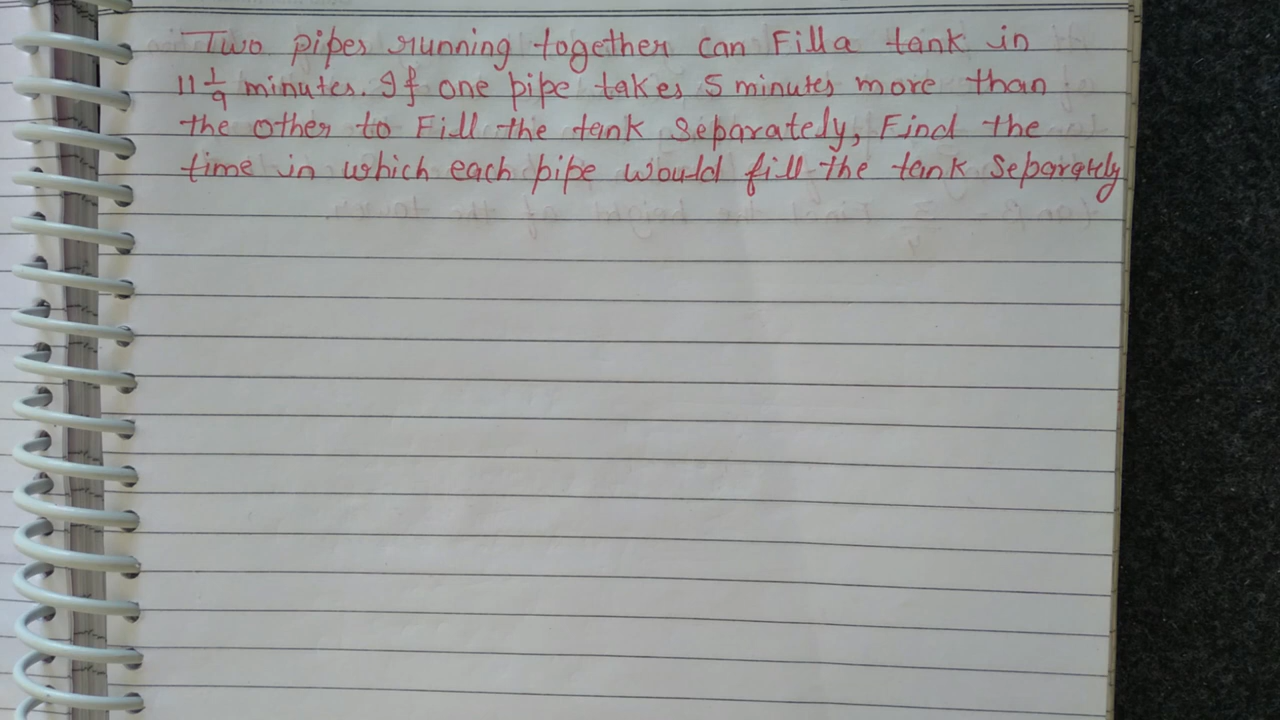 Two pipes running together can Fill a tank in
11 1/9 minutes. If one pipe takes 5 minutes more than
the other to Fill the tank Separately, Find the
time in which each pipe would fill the tank Separately